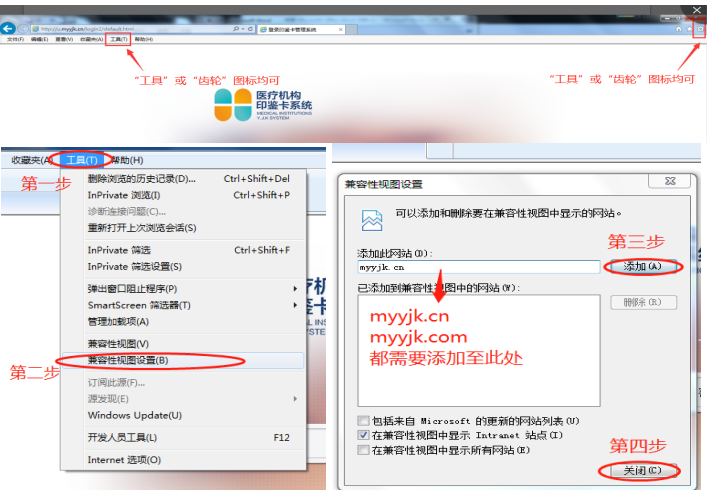 http://u.myyjk.cn/login2/default.html
登录印鉴卡管理系统
文件(F) 编辑(E) 查看(V) 收藏夹(A) 工具(T) 帮助(H)
“工具”或“齿轮”图标均可
“工具”或“齿轮”图标均可
医疗机构
印鉴卡系统
MEDICAL INSTITUTIONS
YJK SYSTEM
收藏夹(A) 工具(T) 帮助(H)
第一步
删除浏览的历史记录(D)... Ctrl+Shift+Del
InPrivate 浏览(I) Ctrl+Shift+P
诊断连接问题(C)...
重新打开上次浏览会话(S)
InPrivate 筛选 Ctrl+Shift+F
InPrivate 筛选设置(S)
弹出窗口阻止程序(P)
SmartScreen 筛选器(T)
管理加载项(A)
兼容性视图(V)
兼容性视图设置(B)
第二步
订阅此源(F)...
源发现(E)
Windows Update(U)
开发人员工具(L) F12
Internet 选项(O)
兼容性视图设置
可以添加和删除要在兼容性视图中显示的网站。
第三步
添加此网站(D):
myyjk.cn
添加(A)
已添加到兼容性视图中的网站(W):
删除(R)
myyjk.cn
myyjk.com
都需要添加至此处
包括来自 Microsoft 的更新的网站列表(U)
在兼容性视图中显示 Intranet 站点(I)
在兼容性视图中显示所有网站(E)
第四步
关闭(C)